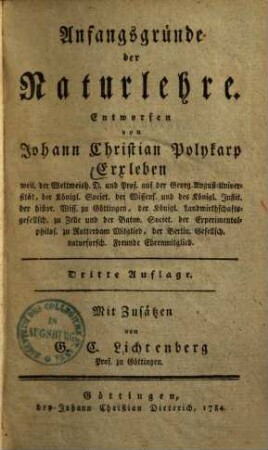 Anfangsgründe
der
Naturlehre.
Entworfen
von
Johann Christian Polykarp
Erxleben
weil. der Weltweish. D. und Prof. auf der Georg-August-Univer-
sität, der Königl. Societ. der Wissens. und des Königl. Instit.
der histor. Wiss. zu Göttingen, der Königl. Landwirthschafts-
gesellsch. zu Zelle und der Batav. Societ. der Experimental-
philos. zu Rotterdam Mitglied, der Berlin. Gesellsch.
naturforsch. Freunde Ehrenmitglied.
Dritte Auflage.
Mit Zusätzen
von
G. C. Lichtenberg
Prof. zu Göttingen.
IN
AUGSBURG
Göttingen,
bey Johann Christian Dieterich, 1784.